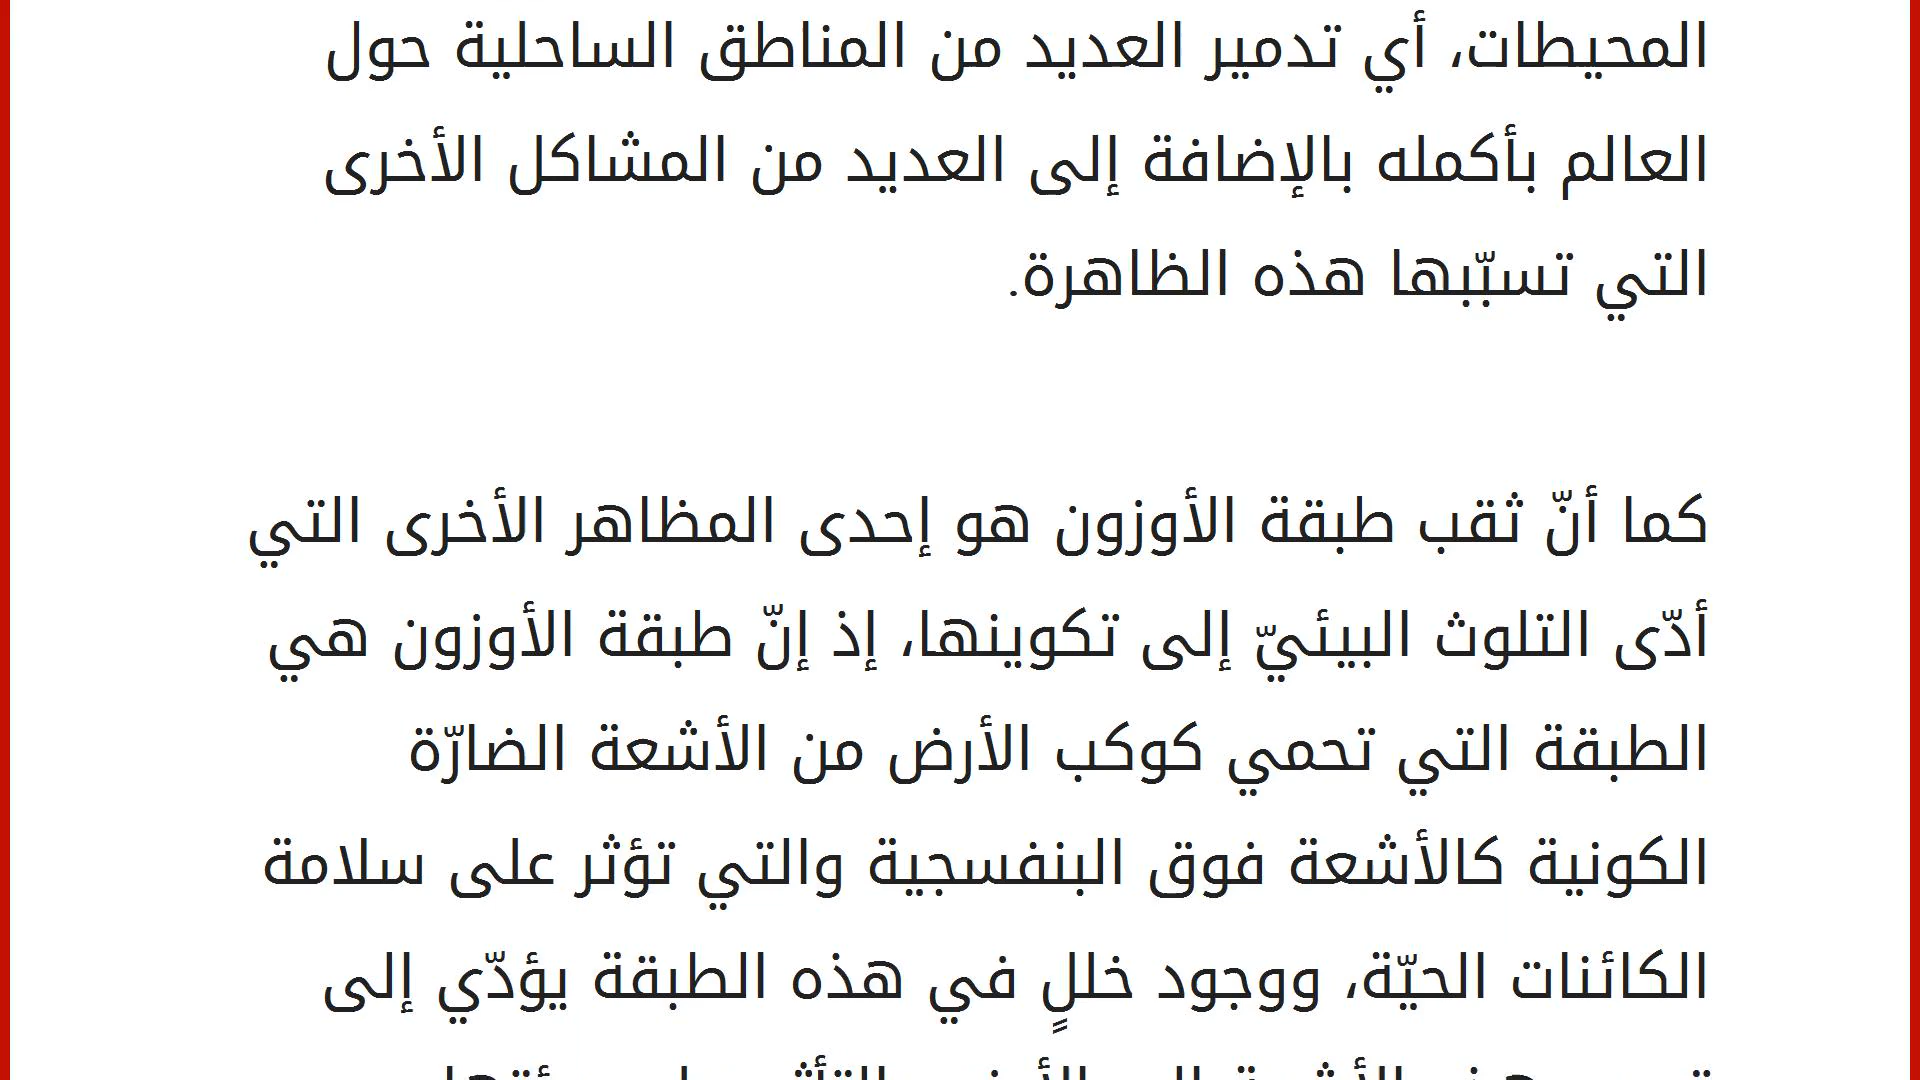 المحيطات، أي تدمير العديد من المناطق الساحلية حول
العالم بأكمله بالإضافة إلى العديد من المشاكل الأخرى
التي تسبّبها هذه الظاهرة.
كما أنّ ثقب طبقة الأوزون هو إحدى المظاهر الأخرى التي
أدّى التلوث البيئيّ إلى تكوينها، إذ إنّ طبقة الأوزون هي
الطبقة التي تحمي كوكب الأرض من الأشعة الضارّة
الكونية كالأشعة فوق البنفسجية والتي تؤثر على سلامة
الكائنات الحيّة، ووجود خللٍ في هذه الطبقة يؤدّي إلى